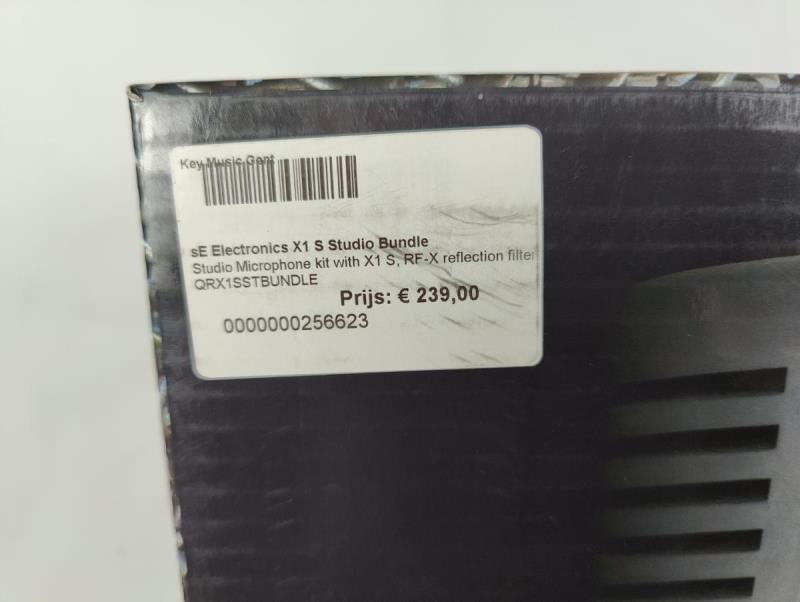 Key Music Gent
sE Electronics X1 S Studio Bundle
Studio Microphone kit with X1 S, RF-X reflection filter
QRX1SSTBUNDLE
Prijs: € 239,00
0000000256623